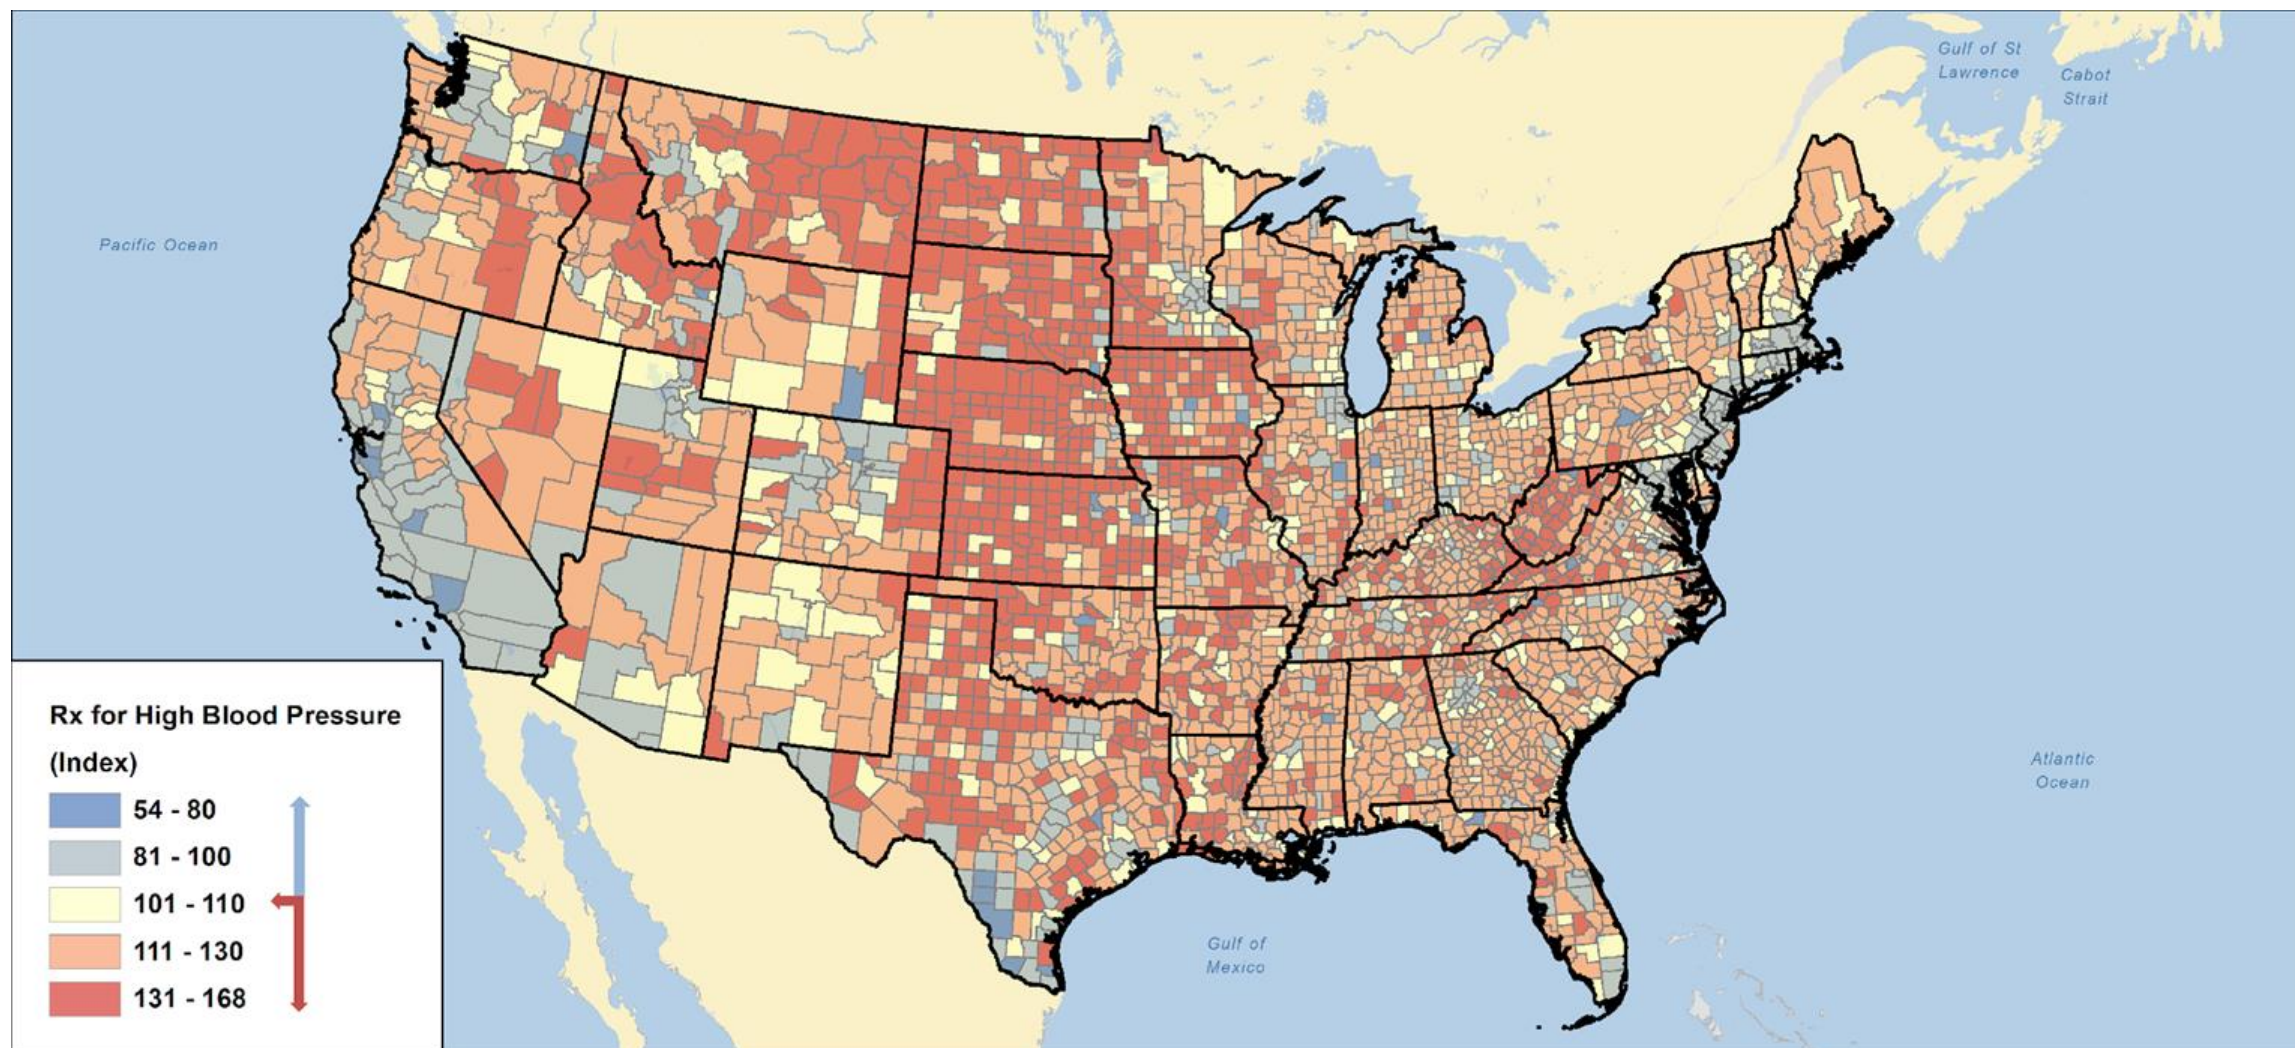 Gulf of St
Lawrence
Cabot
Strait
Pacific Ocean
Rx for High Blood Pressure
(Index)
54 - 80
81 - 100
101 - 110
111 - 130
131 - 168
Atlantic
Ocean
Gulf of
Mexico